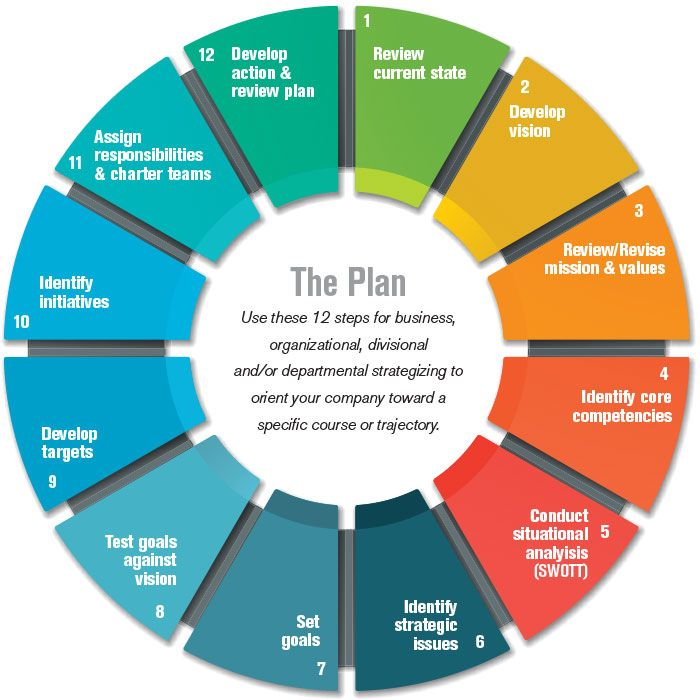 The Plan
Use these 12 steps for business,
organizational, divisional
and/or departmental strategizing to
orient your company toward a
specific course or trajectory.
1
Review
current state
2
Develop
vision
3
Review/Revise
mission & values
4
Identify core
competencies
5
Conduct
situational
analyisis
(SWOTT)
6
Identify
strategic
issues
7
Set
goals
8
Test goals
against
vision
9
Develop
targets
10
Identify
initiatives
11
Assign
responsibilities
& charter teams
12
Develop
action &
review plan